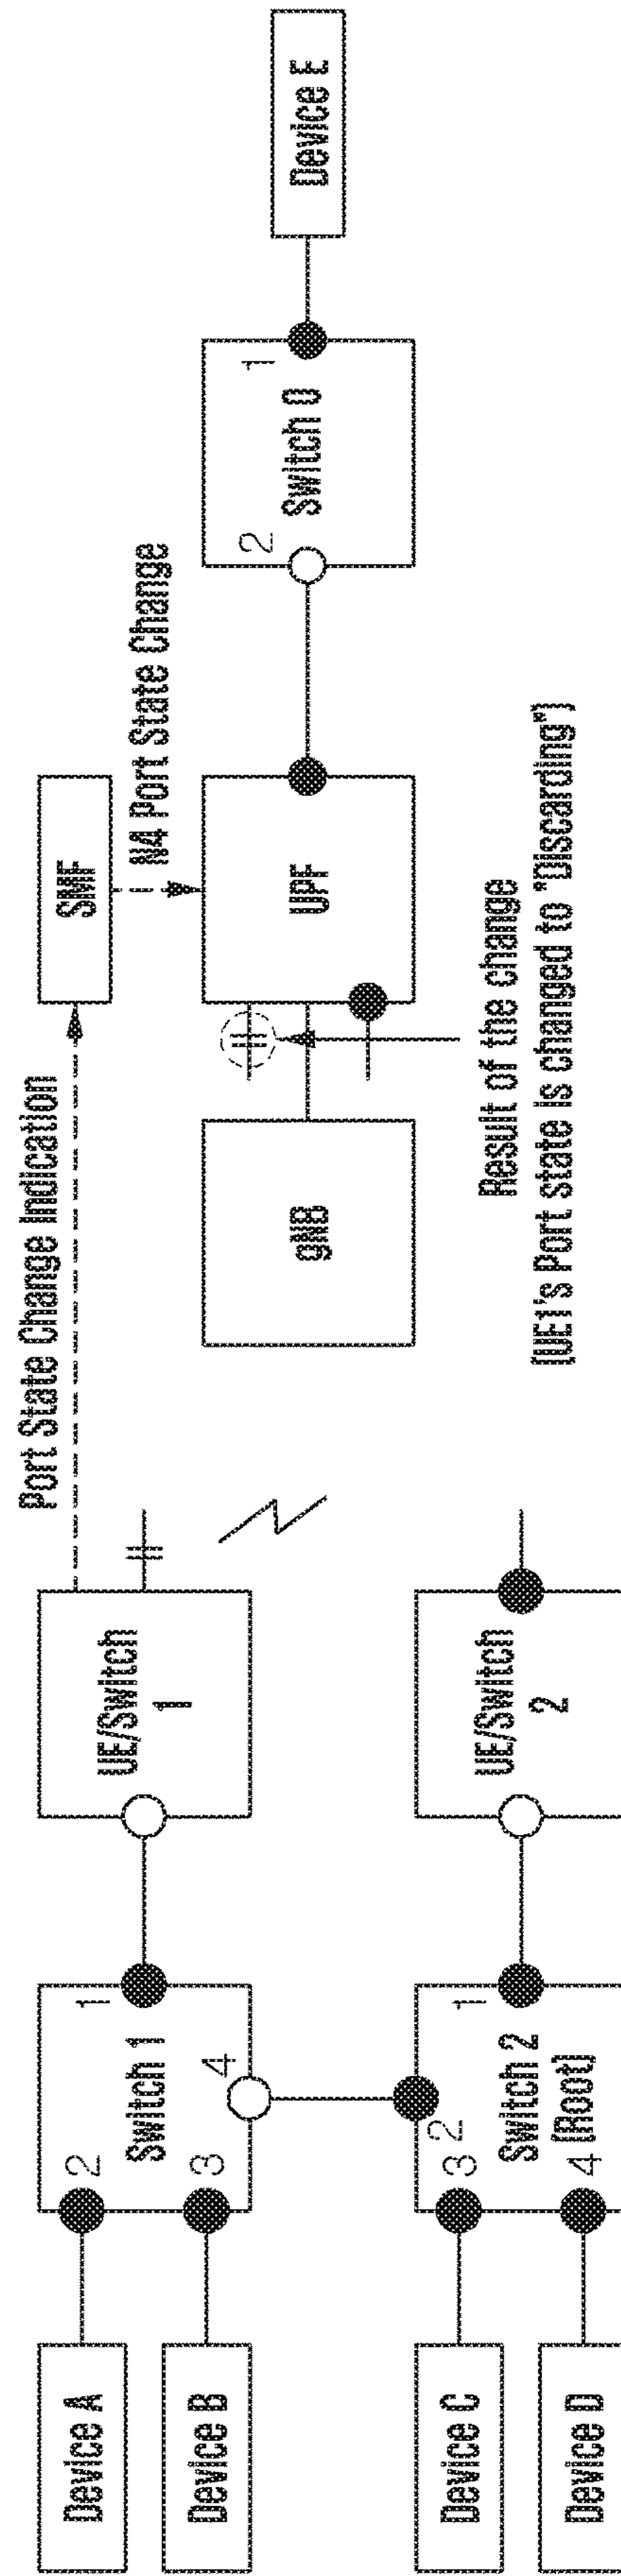 Port State Change Indication
SMF
N4 Port State Change
Device A
2
Switch 1
1
UE/Switch
1
Device B
3
4
gNB
UPF
2
Switch 0
1
Device E
Device C
3
2
Switch 2
(Root)
1
UE/Switch
2
Device D
4
Result of the change
(UE1's Port state is changed to "Discarding")